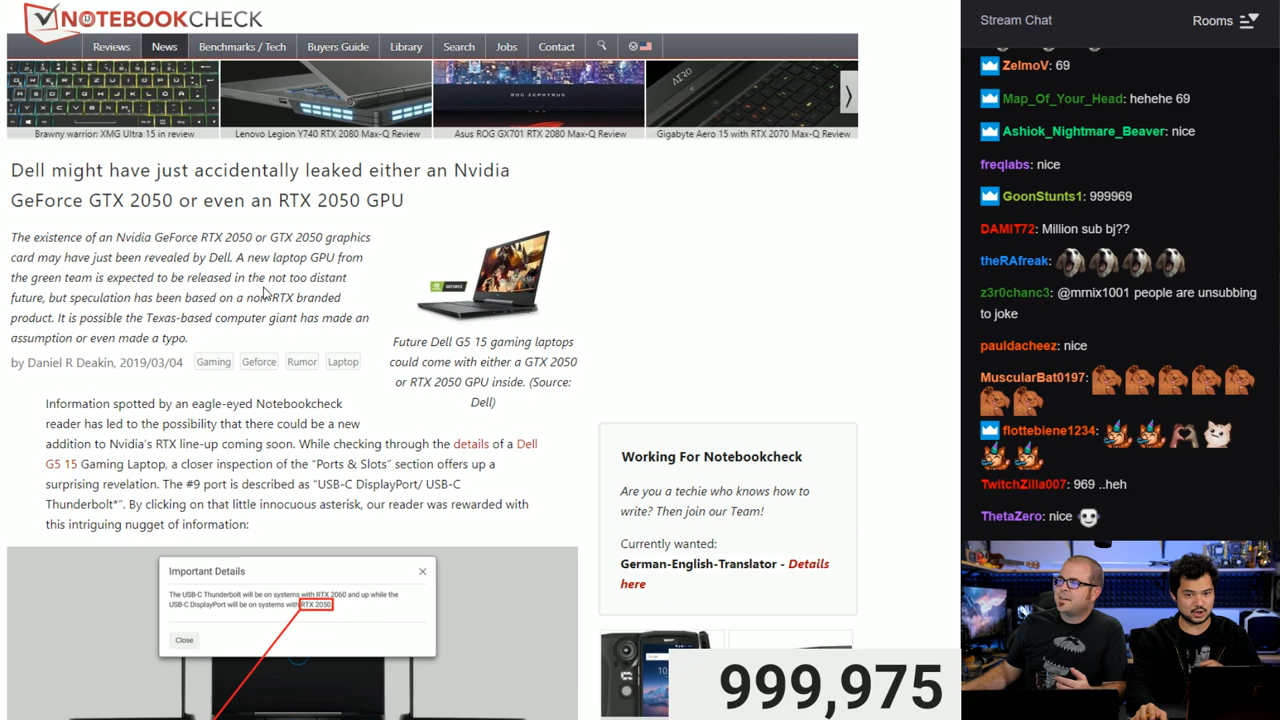 NOTEBOOKCHECK
Reviews News Benchmarks / Tech Buyers Guide Library Search Jobs Contact
Brawny warrior: XMG Ultra 15 in review
Lenovo Legion Y740 RTX 2080 Max-Q Review
Asus ROG GX701 RTX 2080 Max-Q Review
Gigabyte Aero 15 with RTX 2070 Max-Q Review
Dell might have just accidentally leaked either an Nvidia
GeForce GTX 2050 or even an RTX 2050 GPU
The existence of an Nvidia GeForce RTX 2050 or GTX 2050 graphics
card may have just been revealed by Dell. A new laptop GPU from
the green team is expected to be released in the not too distant
future, but speculation has been based on a non-RTX branded
product. It is possible the Texas-based computer giant has made an
assumption or even made a typo.
by Daniel R Deakin, 2019/03/04 Gaming Geforce Rumor Laptop
Future Dell G5 15 gaming laptops
could come with either a GTX 2050
or RTX 2050 GPU inside. (Source:
Dell)
Information spotted by an eagle-eyed Notebookcheck
reader has led to the possibility that there could be a new
addition to Nvidia's RTX line-up coming soon. While checking through the details of a Dell
G5 15 Gaming Laptop, a closer inspection of the "Ports & Slots" section offers up a
surprising revelation. The #9 port is described as "USB-C DisplayPort/ USB-C
Thunderbolt*". By clicking on that little innocuous asterisk, our reader was rewarded with
this intriguing nugget of information:
Important Details
The USB-C Thunderbolt will be on systems with RTX 2060 and up while the
USB-C DisplayPort will be on systems with RTX 2050.
Close
Working For Notebookcheck
Are you a techie who knows how to
write? Then join our Team!
Currently wanted:
German-English-Translator - Details
here
999,975
Stream Chat Rooms
ZelmoV: 69
Map_Of_Your_Head: hehehe 69
Ashiok_Nightmare_Beaver: nice
freqlabs: nice
GoonStunts1: 999969
DAMIT72: Million sub bj??
theRAfreak:
z3r0chanc3: @mrnix1001 people are unsubbing
to joke
pauldacheez: nice
MuscularBat0197:
flottebiene1234:
TwitchZilla007: 969 ..heh
ThetaZero: nice